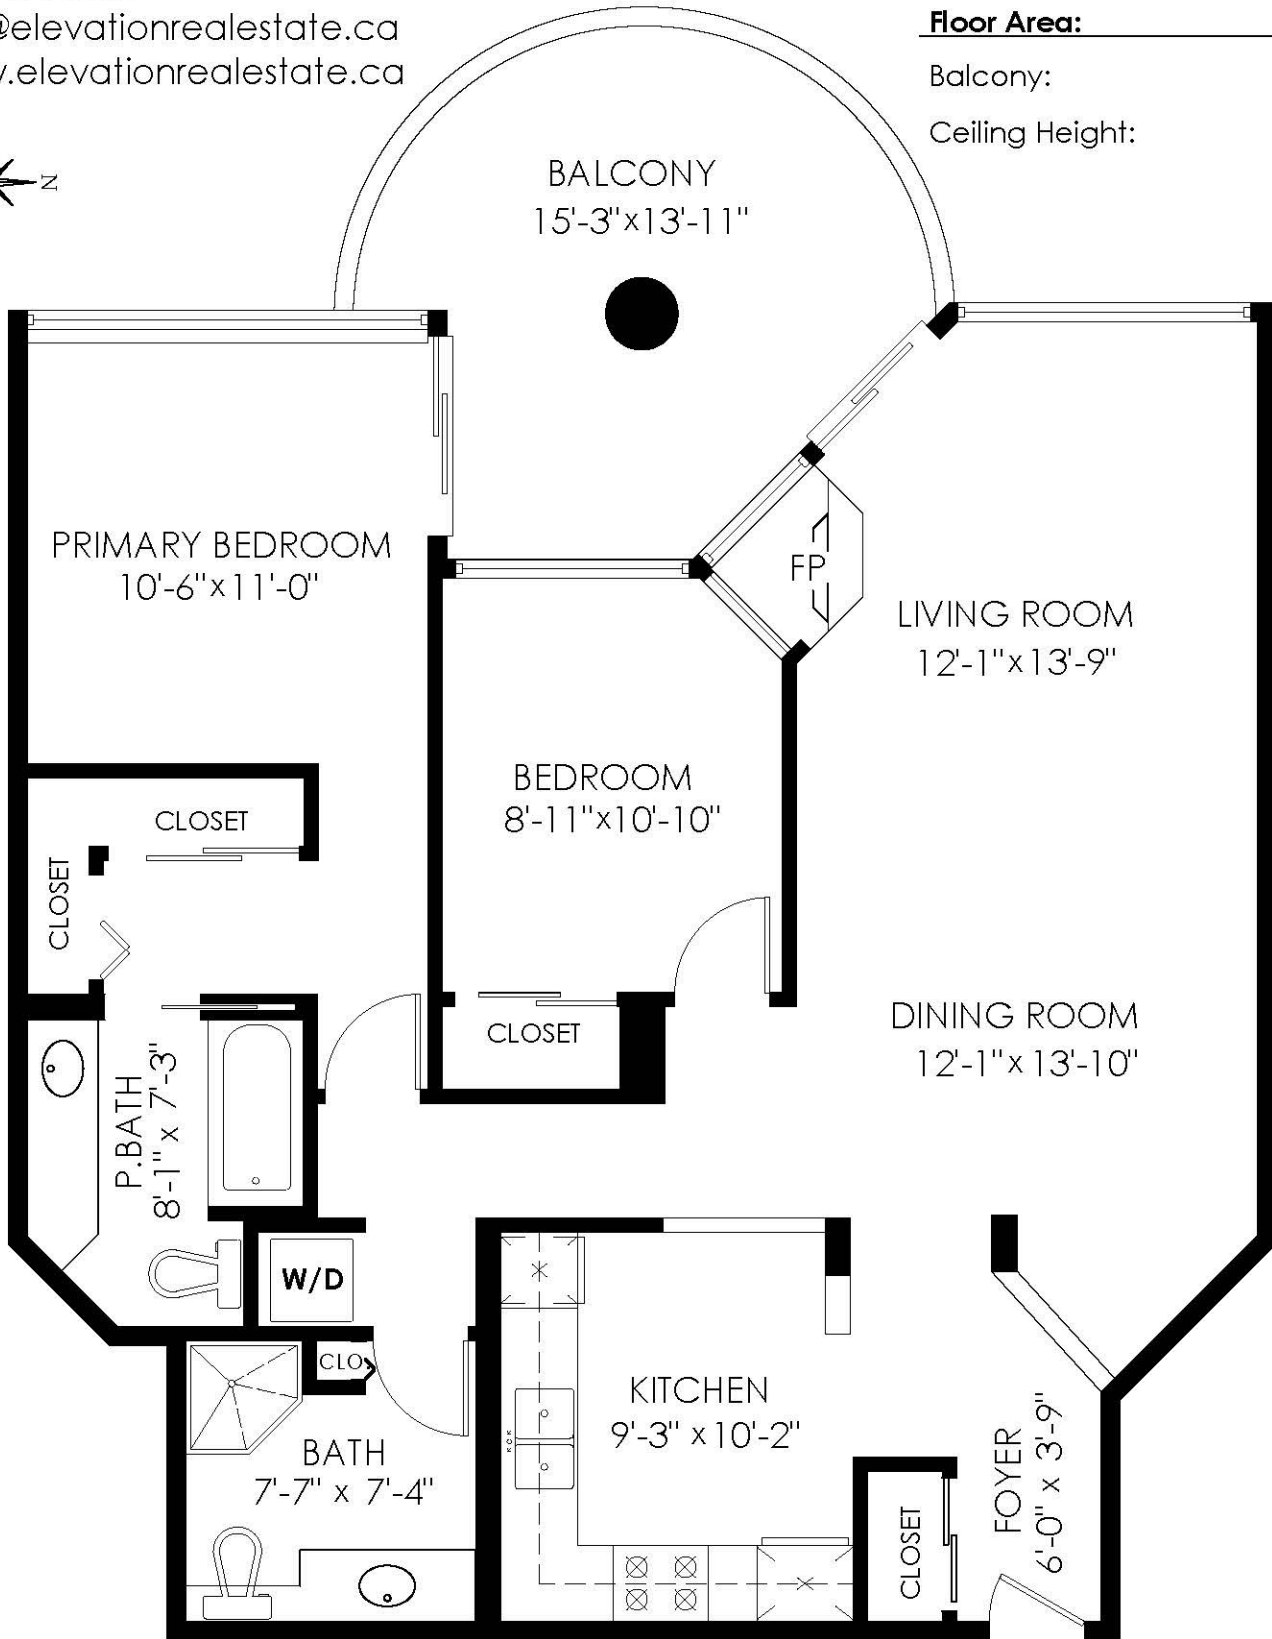 @elevationrealestate.ca
.elevationrealestate.ca
Floor Area:
Balcony:
Ceiling Height:
N
BALCONY
15'-3"x13'-11"
PRIMARY BEDROOM
10'-6"x11'-0"
FP
LIVING ROOM
12'-1"x13'-9"
BEDROOM
8'-11"x10'-10"
CLOSET
CLOSET
CLOSET
DINING ROOM
12'-1"x13'-10"
P.BATH
8'-1" x 7'-3"
W/D
CLO
KITCHEN
9'-3" x10'-2"
BATH
7'-7" x 7'-4"
FOYER
6'-0" x 3'-9"
CLOSET